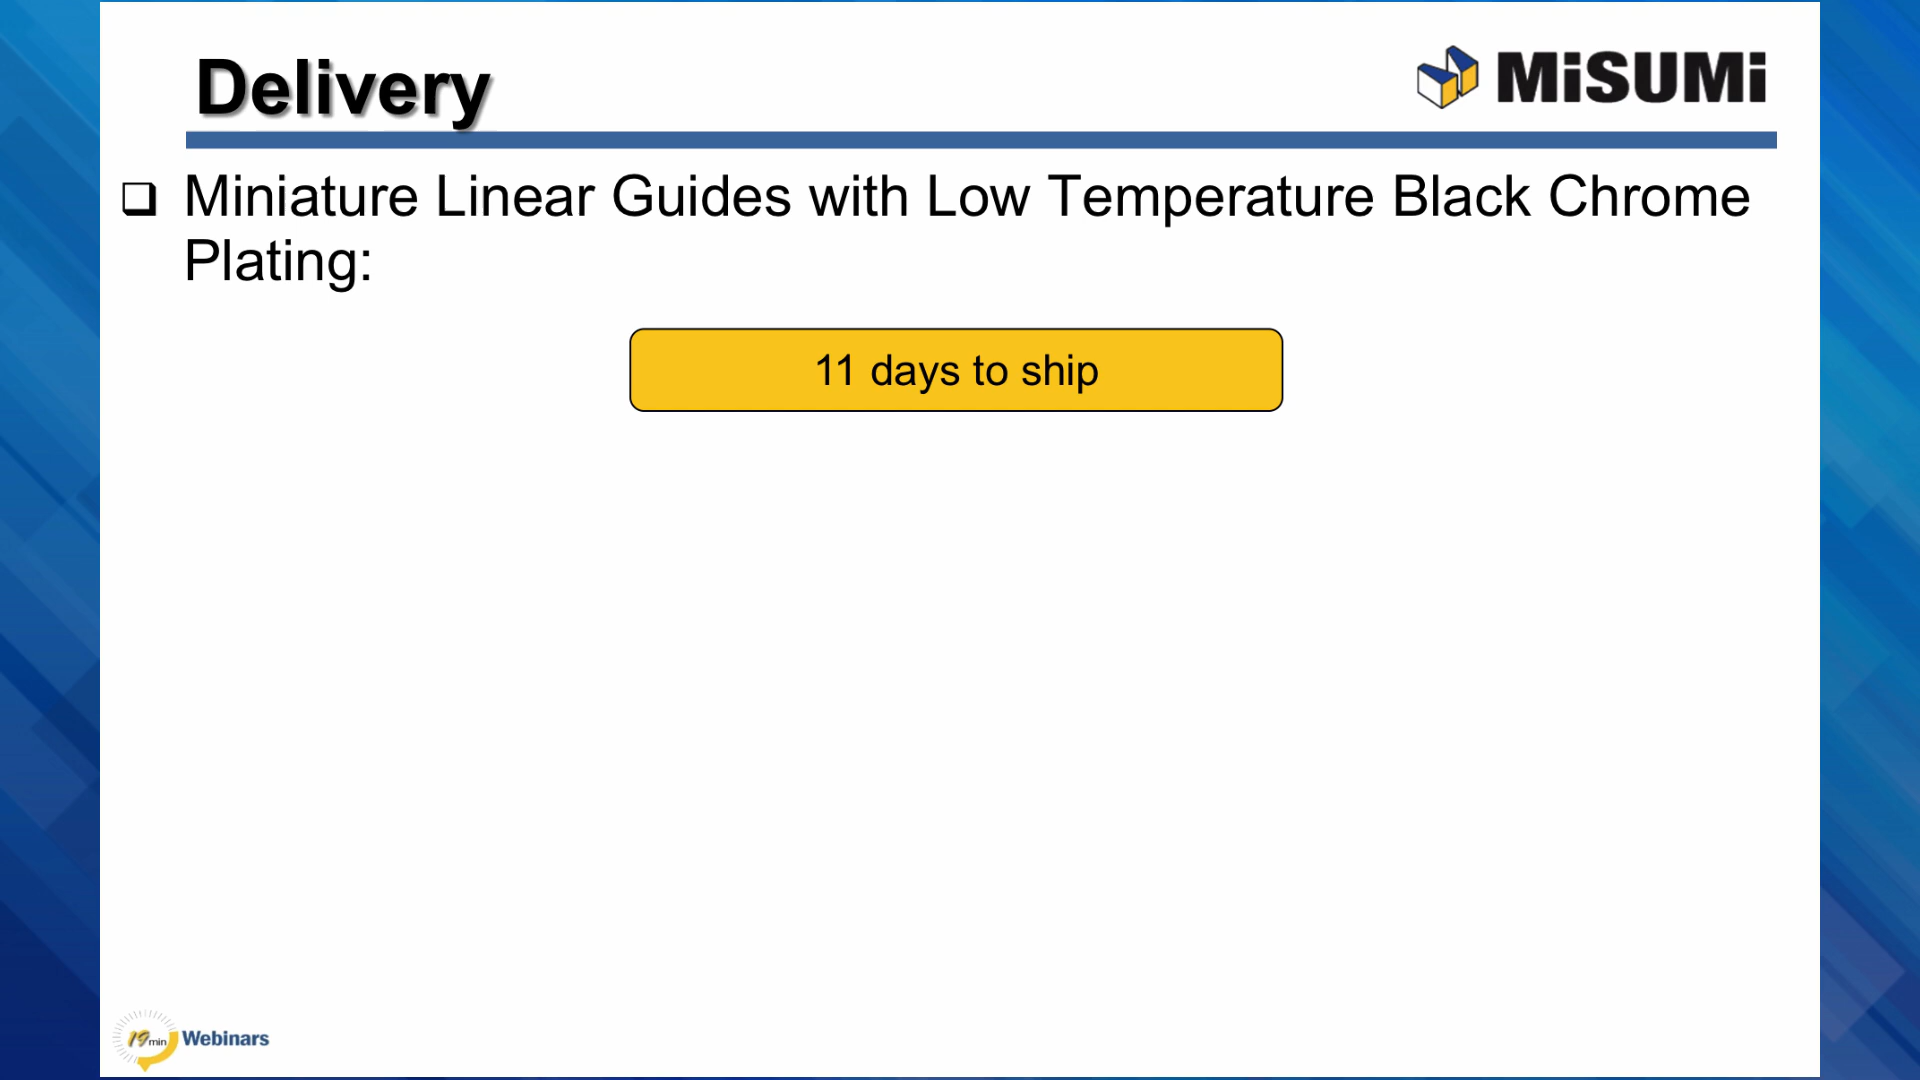 Delivery
MiSUMi
❑ Miniature Linear Guides with Low Temperature Black Chrome
Plating:
11 days to ship
19 min Webinars